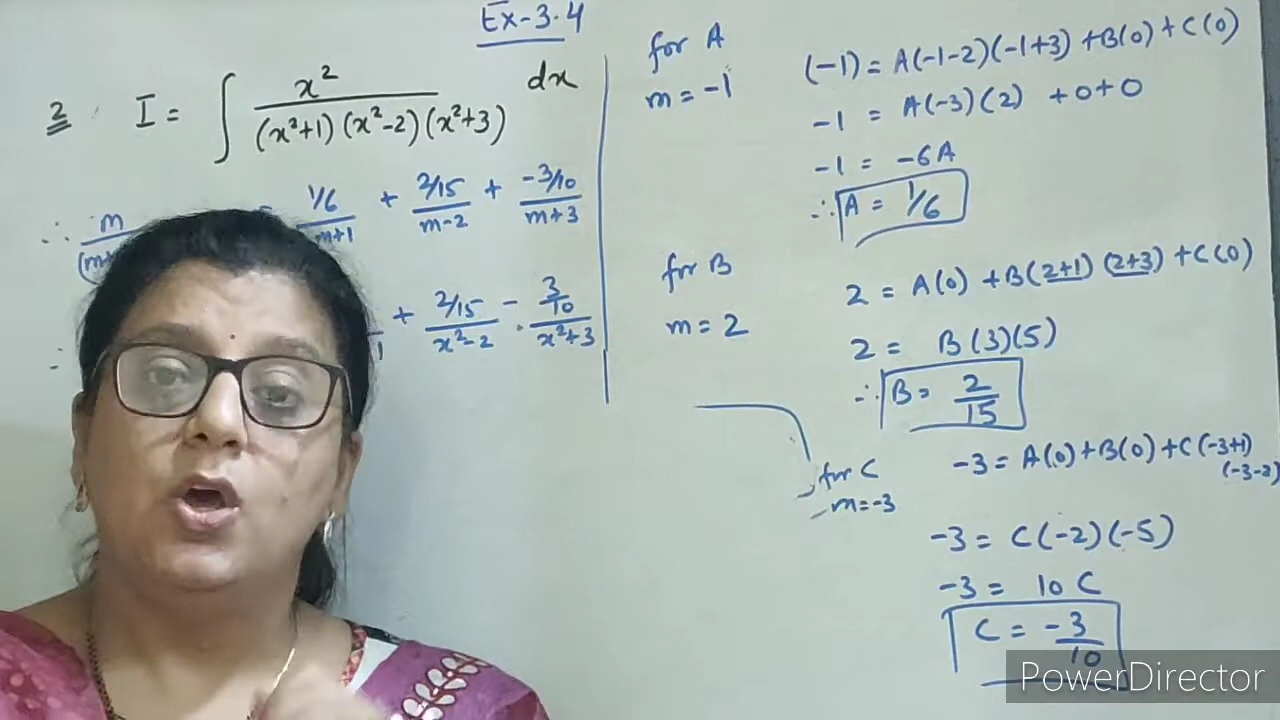 Ex-3.4
2. I = ∫ x² / (x²+1) (x²-2) (x²+3) dx
∴ m / (m+ = 1/6 / m+1 + 2/15 / m-2 + -3/10 / m+3
∴ + 2/15 / x²-2 - 3/10 / x²+3
for A
m = -1
(-1) = A(-1-2)(-1+3) + B(0) + C(0)
-1 = A(-3)(2) + 0 + 0
-1 = -6A
∴ A = 1/6
for B
m = 2
2 = A(0) + B(2+1) (2+3) + C(0)
2 = B(3)(5)
∴ B = 2/15
for C
m = -3
-3 = A(0) + B(0) + C(-3+1)
(-3-2)
-3 = C(-2)(-5)
-3 = 10 C
C = -3/10
PowerDirector